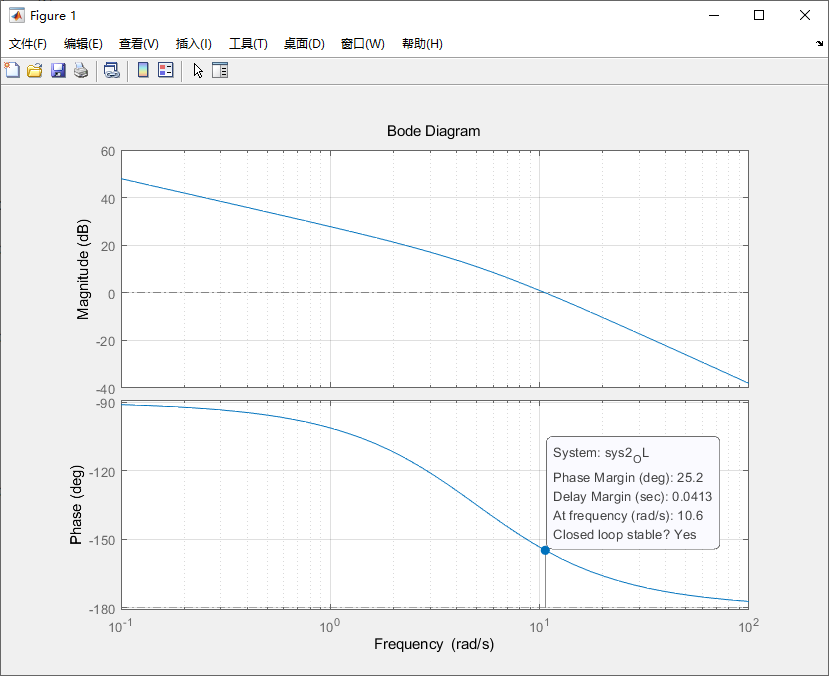 Figure 1
文件(F) 编辑(E) 查看(V) 插入(I) 工具(T) 桌面(D) 窗口(W) 帮助(H)
Bode Diagram
Magnitude (dB)
60
40
20
0
-20
-40
Phase (deg)
-90
-120
-150
-180
System: sys2_OL
Phase Margin (deg): 25.2
Delay Margin (sec): 0.0413
At frequency (rad/s): 10.6
Closed loop stable? Yes
10^-1 10^0 10^1 10^2
Frequency (rad/s)